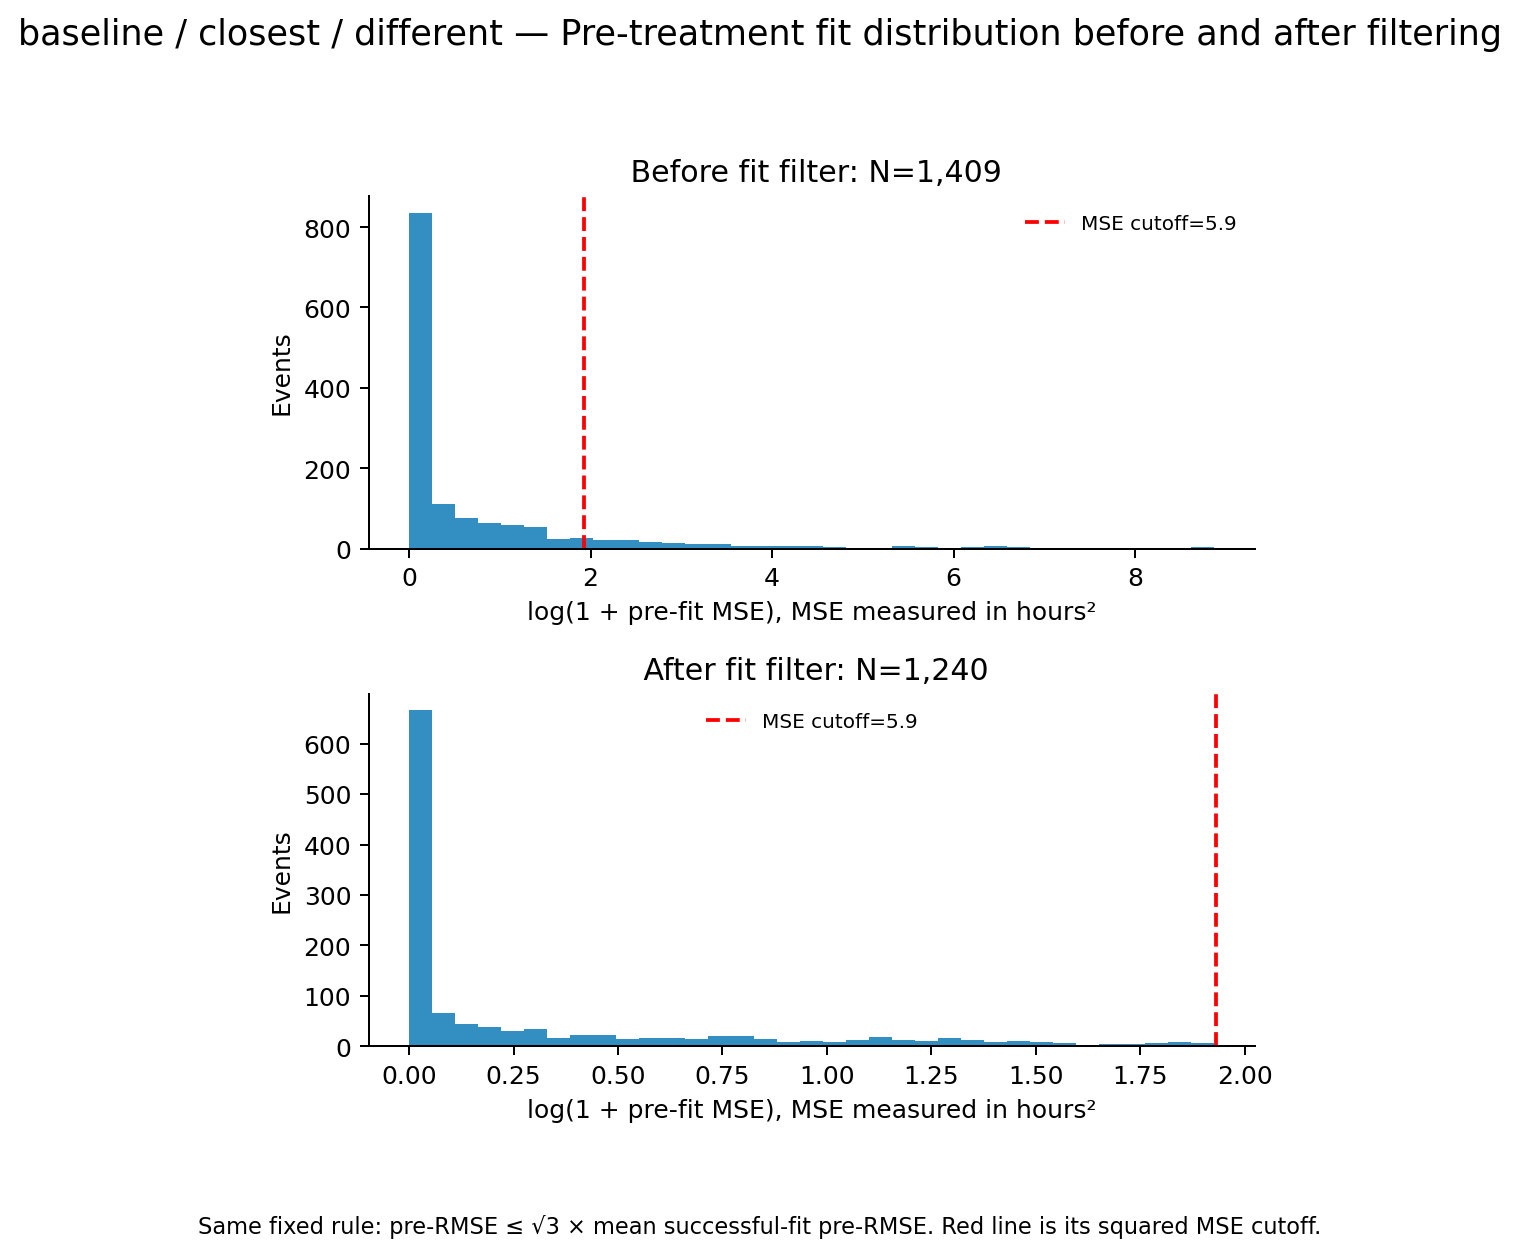 baseline / closest / different — Pre-treatment fit distribution before and after filtering
Before fit filter: N=1,409
MSE cutoff=5.9
Events
800
600
400
200
0
0 2 4 6 8
log(1 + pre-fit MSE), MSE measured in hours²
After fit filter: N=1,240
MSE cutoff=5.9
Events
600
500
400
300
200
100
0
0.00 0.25 0.50 0.75 1.00 1.25 1.50 1.75 2.00
log(1 + pre-fit MSE), MSE measured in hours²
Same fixed rule: pre-RMSE ≤ √3 × mean successful-fit pre-RMSE. Red line is its squared MSE cutoff.